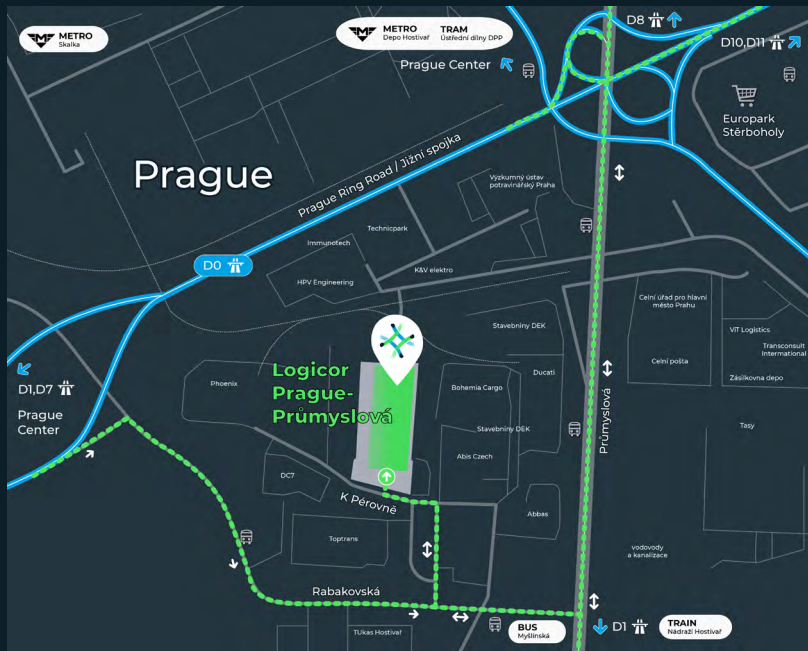 METRO
Skalka
METRO
Depo Hostivař
TRAM
Ústřední dílny DPP
D8
D10,D11
Prague Center
Europark
Stěrboholy
Prague
Prague Ring Road / Jižní spojka
Výzkumný ústav
potravinářský Praha
Technicpark
Immunotech
D0
HPV Engineering
K&V elektro
Celní úřad pro hlavní
město Prahu
Stavebniny DEK
VIT Logistics
Transconsult
International
Celní pošta
Zásilkovna depo
Logicor
Prague-
Průmyslová
Phoenix
D1,D7
Prague
Center
Bohemia Cargo
Ducati
Stavebniny DEK
Průmyslová
Tasy
Abis Czech
DC7
K Pérovně
Abbas
Toptrans
vodovody
a kanalizace
Rabakovská
TUkas Hostivař
BUS
Myšlínská
D1
TRAIN
Nádraží Hostivař